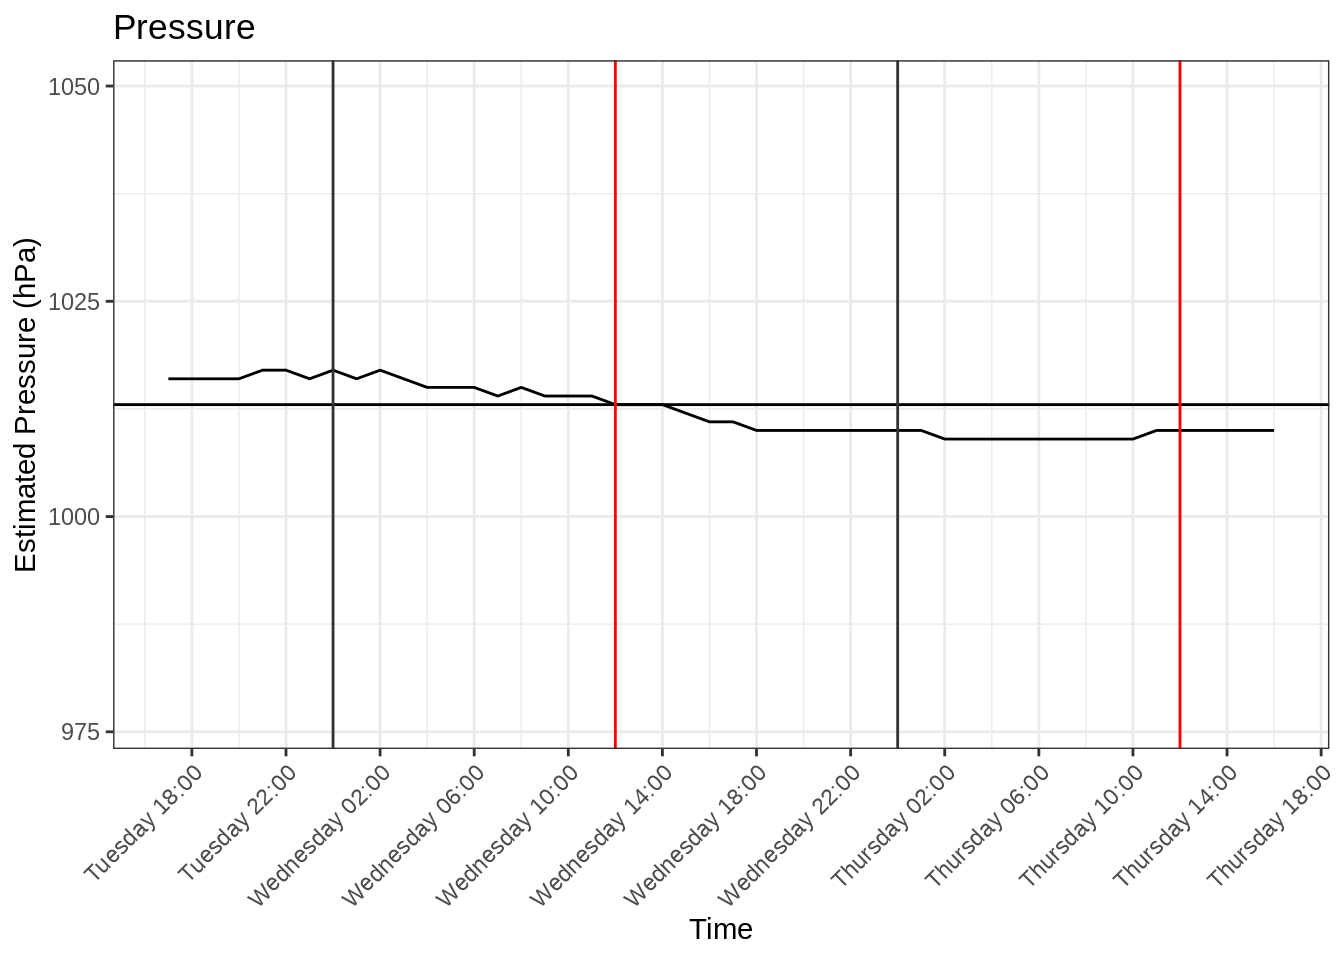 Pressure
Estimated Pressure (hPa)
1050
1025
1000
975
Tuesday 18:00
Tuesday 22:00
Wednesday 02:00
Wednesday 06:00
Wednesday 10:00
Wednesday 14:00
Wednesday 18:00
Wednesday 22:00
Thursday 02:00
Thursday 06:00
Thursday 10:00
Thursday 14:00
Thursday 18:00
Time